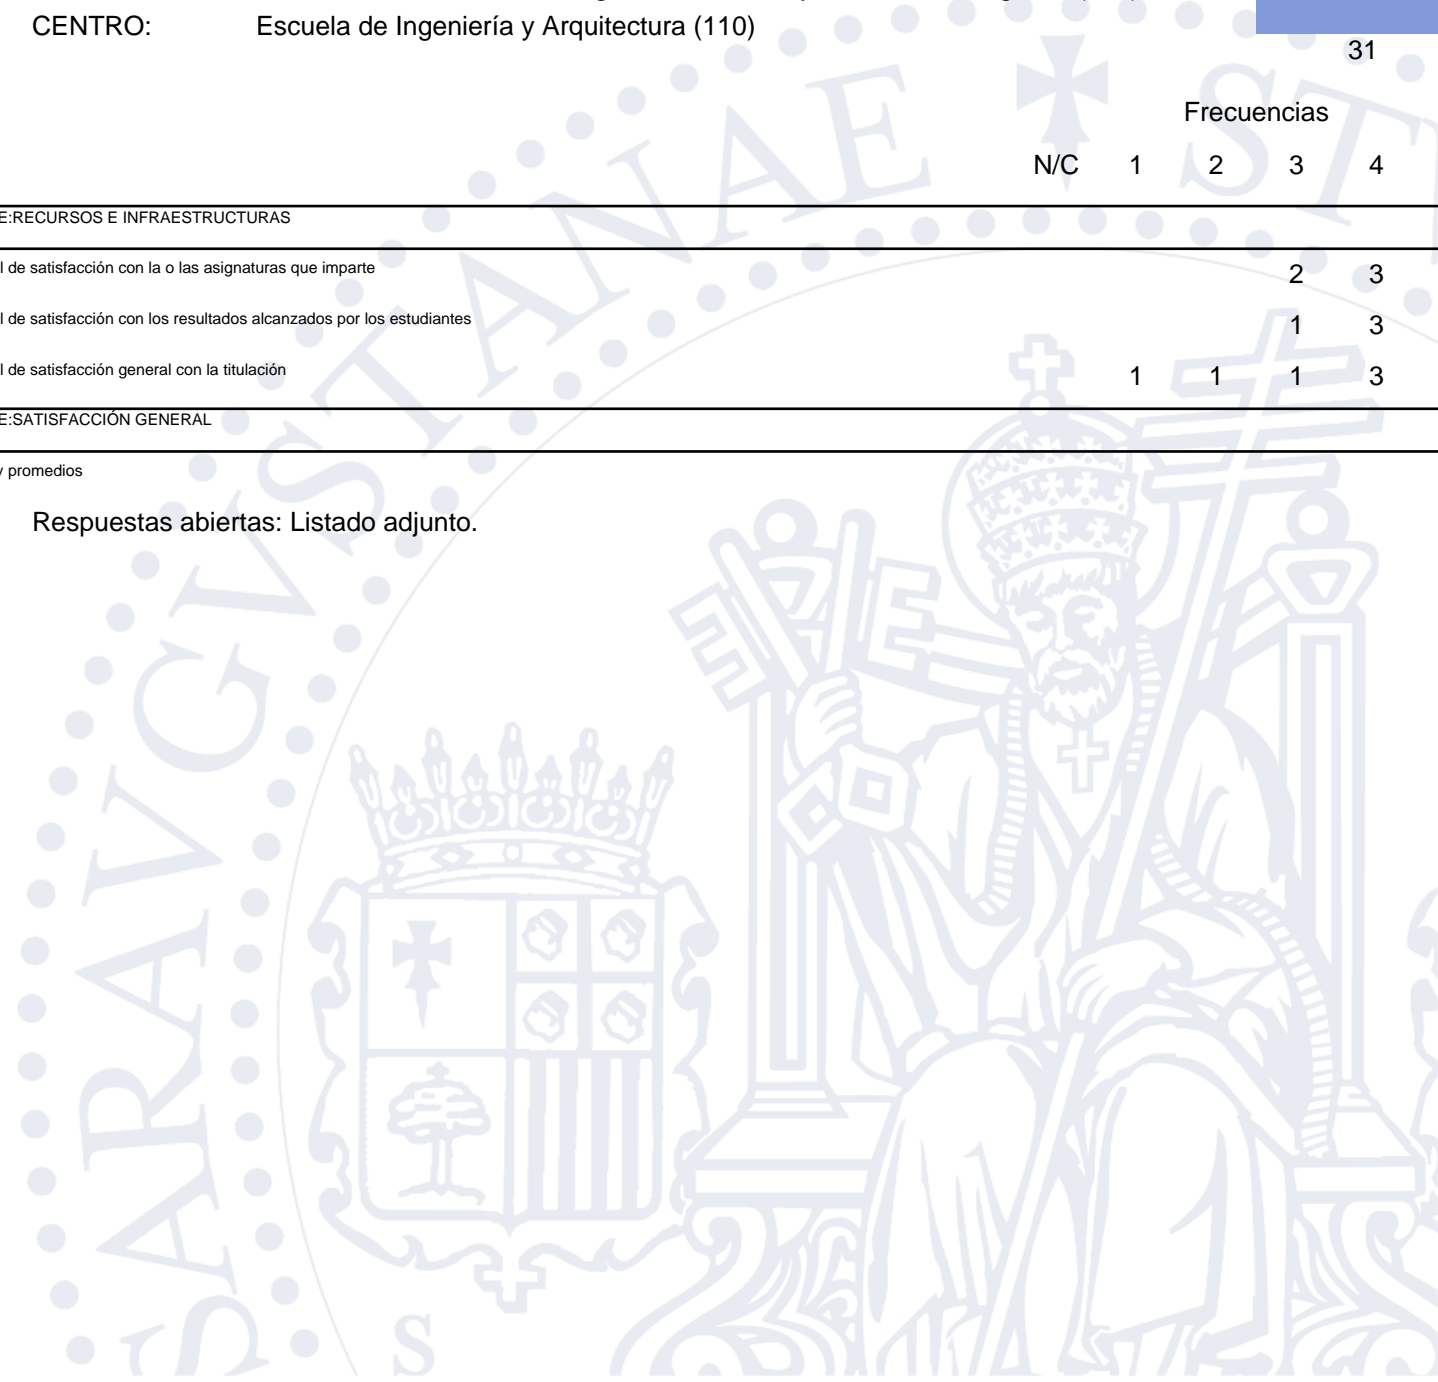 CENTRO: Escuela de Ingeniería y Arquitectura (110)
31
Frecuencias
N/C 1 2 3 4
E:RECURSOS E INFRAESTRUCTURAS
l de satisfacción con la o las asignaturas que imparte 2 3
l de satisfacción con los resultados alcanzados por los estudiantes 1 3
l de satisfacción general con la titulación 1 1 1 3
E:SATISFACCIÓN GENERAL
y promedios
Respuestas abiertas: Listado adjunto.
SARAVGVSTANAE ST
S